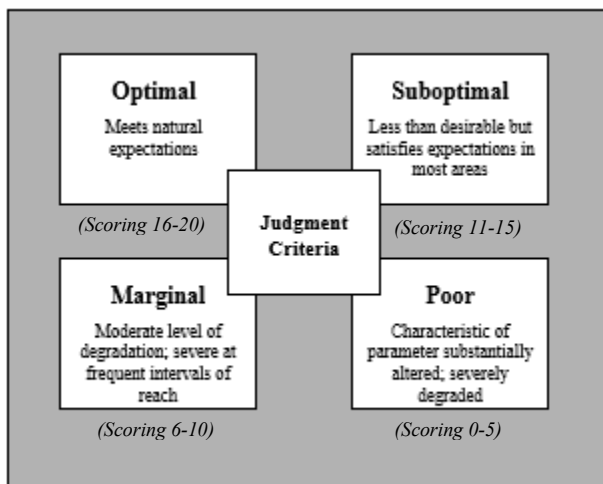 Optimal
Meets natural
expectations
(Scoring 16-20)
Suboptimal
Less than desirable but
satisfies expectations in
most areas
(Scoring 11-15)
Judgment
Criteria
Marginal
Moderate level of
degradation; severe at
frequent intervals of
reach
(Scoring 6-10)
Poor
Characteristic of
parameter substantially
altered; severely
degraded
(Scoring 0-5)